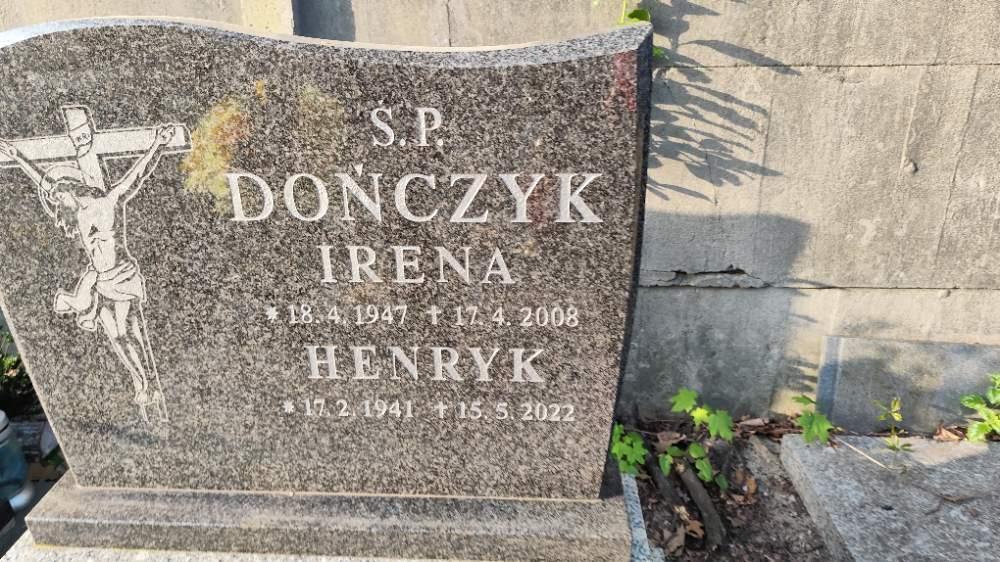 Ś.P.
DOŃCZYK
IRENA
* 18.4.1947 † 17.4.2008
HENRYK
* 17.2.1941 † 15.5.2022